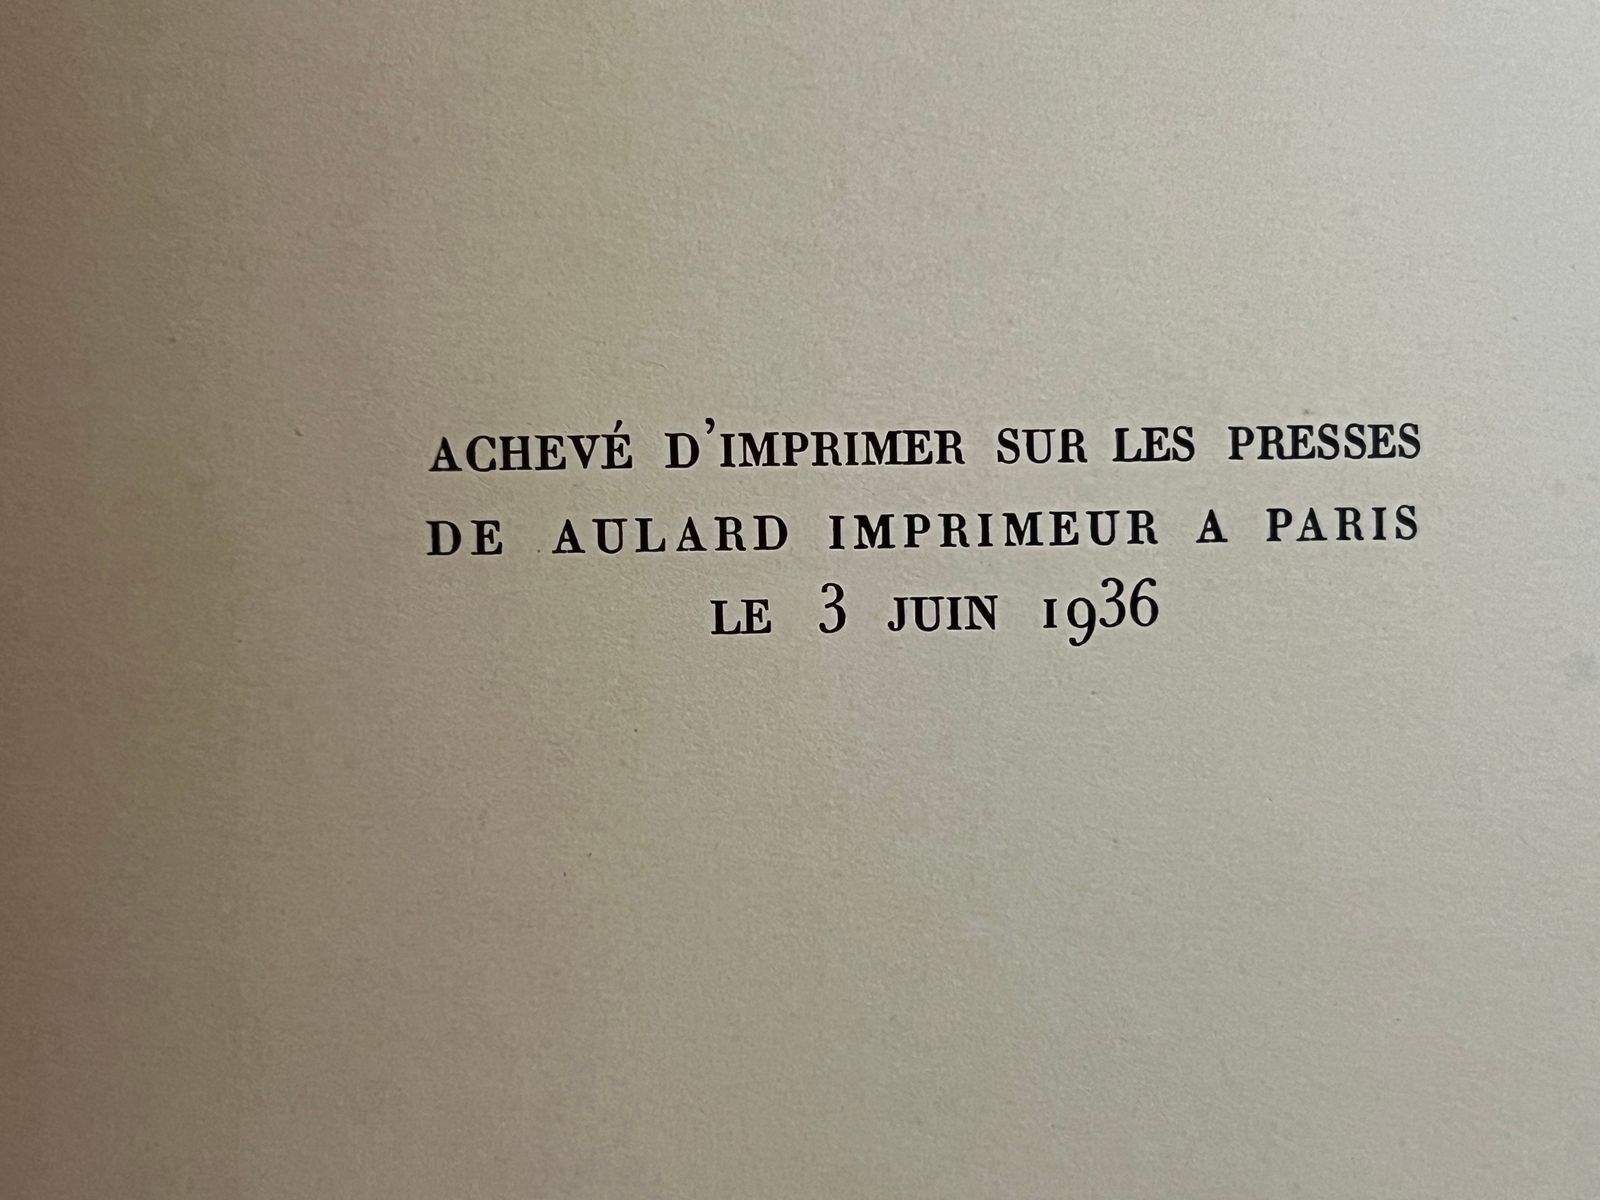 ACHEVÉ D'IMPRIMER SUR LES PRESSES
DE AULARD IMPRIMEUR A PARIS
LE 3 JUIN 1936